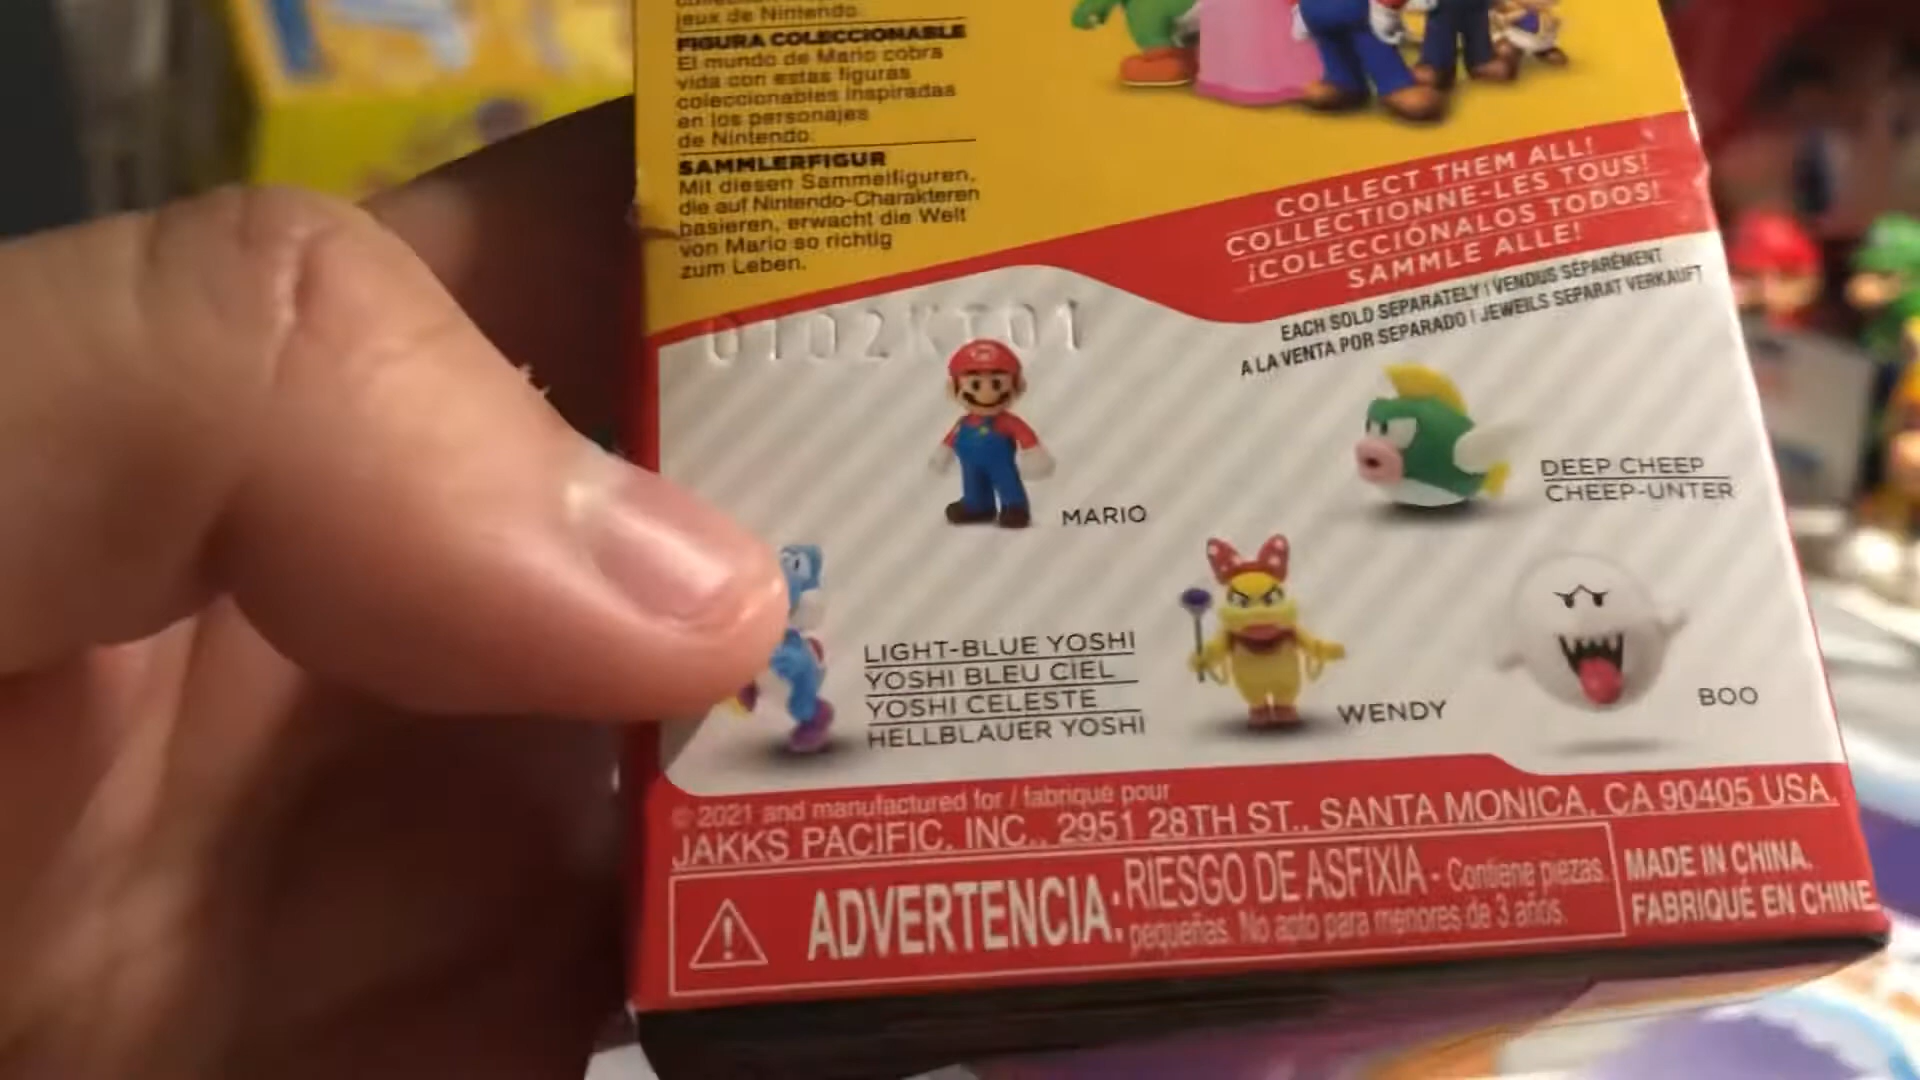 jeux de Nintendo.
FIGURA COLECCIONABLE
El mundo de Mario cobra
vida con estas figuras
coleccionables inspiradas
en los personajes
de Nintendo.
SAMMLERFIGUR
Mit diesen Sammelfiguren,
die auf Nintendo-Charakteren
basieren, erwacht die Welt
von Mario so richtig
zum Leben.
COLLECT THEM ALL!
COLLECTIONNE-LES TOUS!
¡COLECCIÓNALOS TODOS!
SAMMLE ALLE!
EACH SOLD SEPARATELY | VENDUS SÉPARÉMENT
A LA VENTA POR SEPARADO | JEWEILS SEPARAT VERKAUFT
0102KT01
MARIO
DEEP CHEEP
CHEEP-UNTER
LIGHT-BLUE YOSHI
YOSHI BLEU CIEL
YOSHI CELESTE
HELLBLAUER YOSHI
WENDY
BOO
© 2021 and manufactured for / fabriqué pour
JAKKS PACIFIC, INC., 2951 28TH ST., SANTA MONICA, CA 90405 USA.
ADVERTENCIA: RIESGO DE ASFIXIA - Contiene piezas
pequeñas. No apto para menores de 3 años.
MADE IN CHINA.
FABRIQUÉ EN CHINE